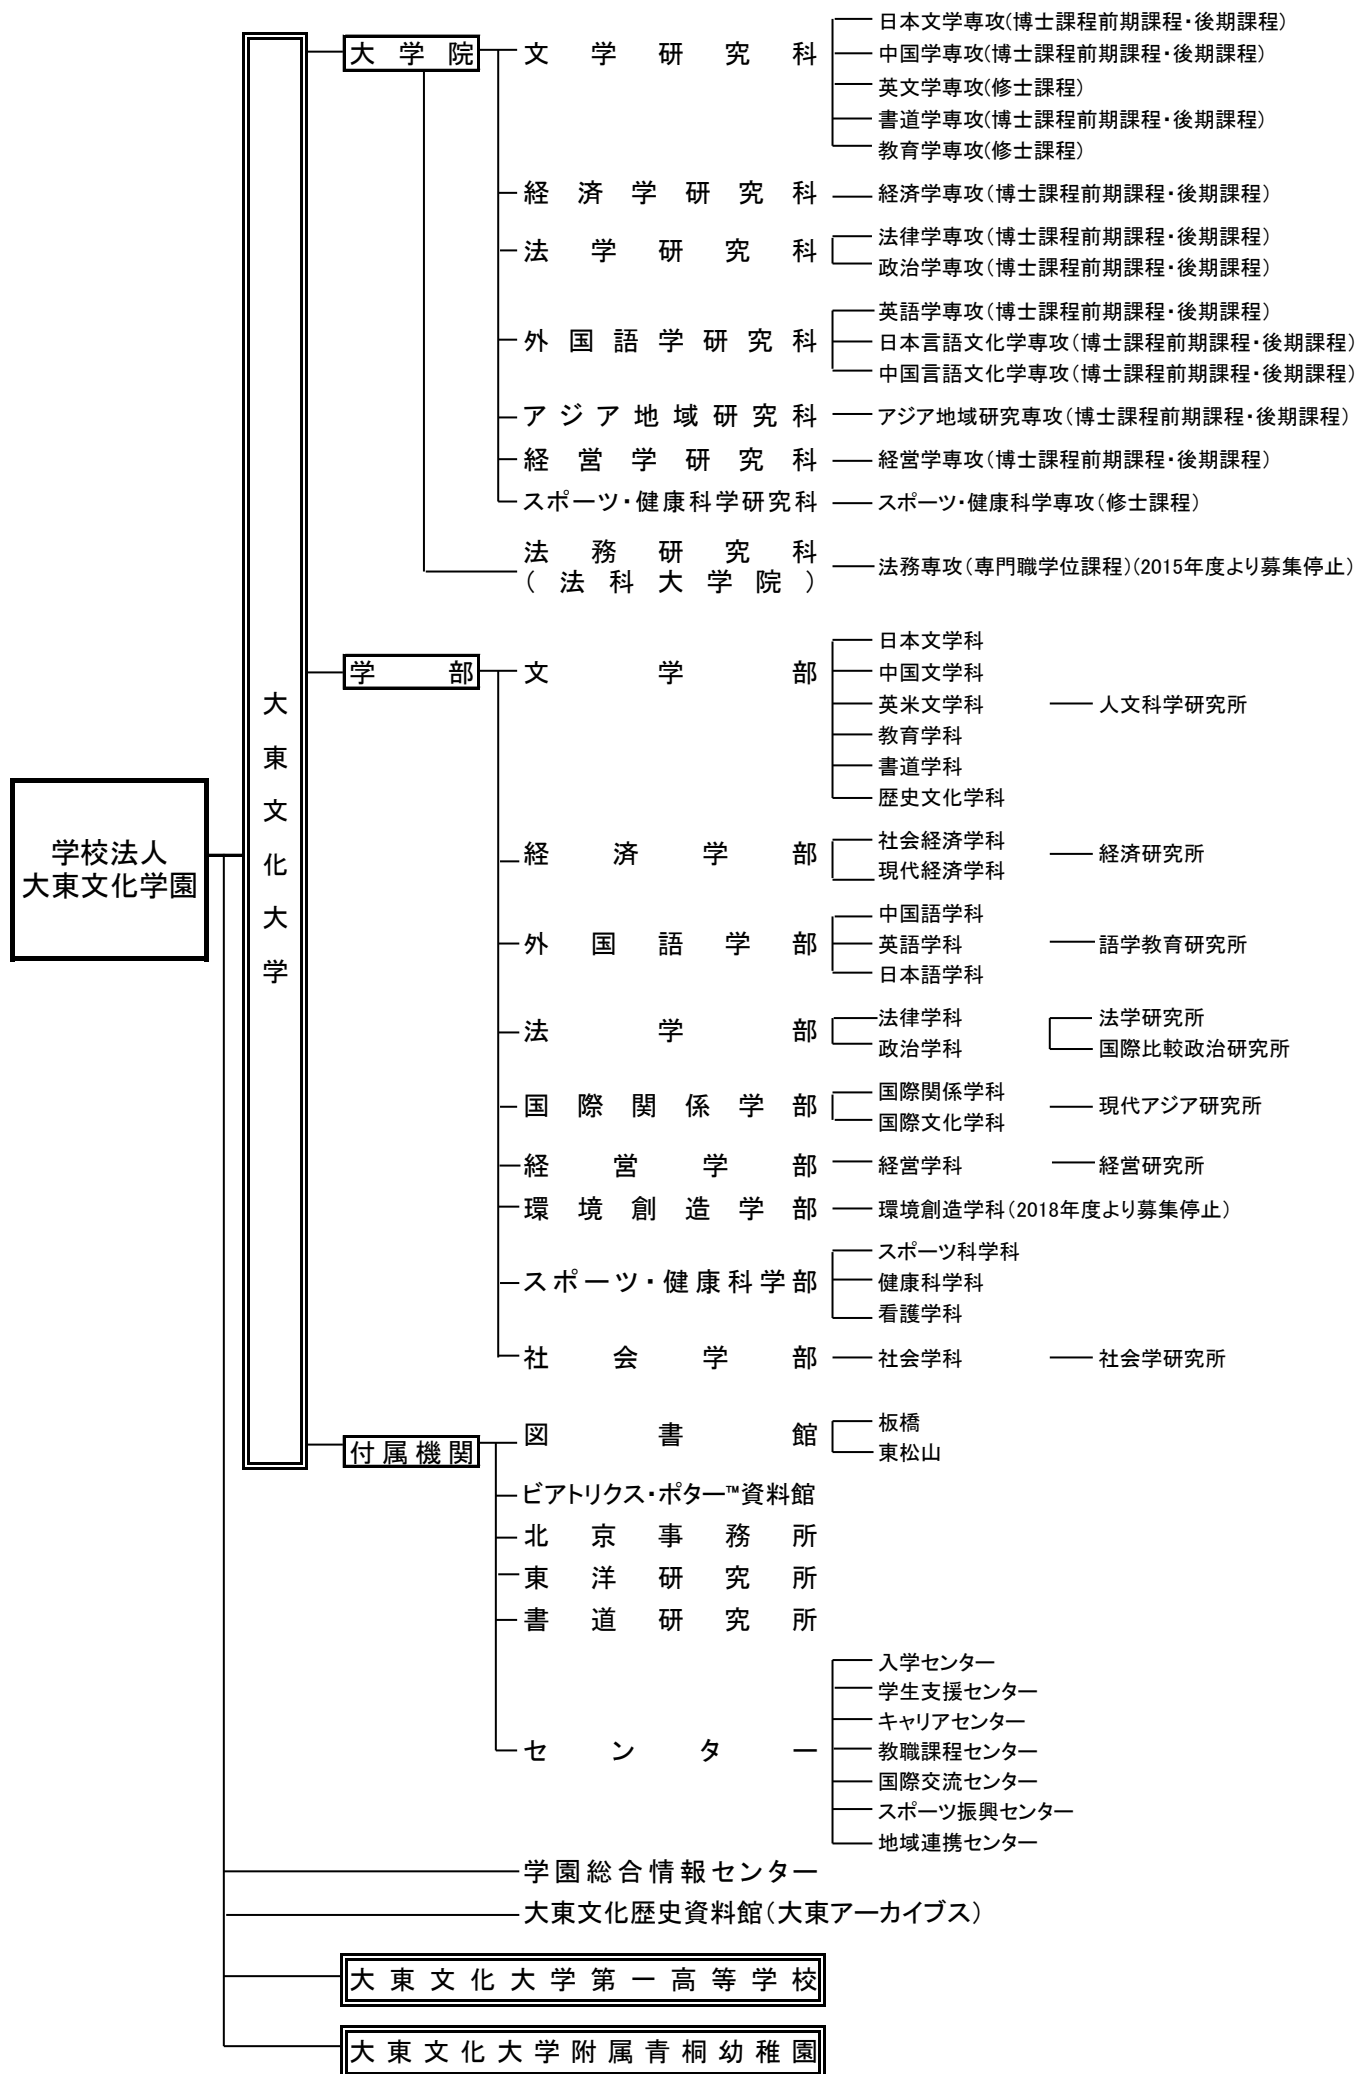 学校法人
大東文化学園
大東文化大学
大学院
文学研究科
日本文学専攻(博士課程前期課程・後期課程)
中国学専攻(博士課程前期課程・後期課程)
英文学専攻(修士課程)
書道学専攻(博士課程前期課程・後期課程)
教育学専攻(修士課程)
経済学研究科
経済学専攻(博士課程前期課程・後期課程)
法学研究科
法律学専攻(博士課程前期課程・後期課程)
政治学専攻(博士課程前期課程・後期課程)
外国語学研究科
英語学専攻(博士課程前期課程・後期課程)
日本言語文化学専攻(博士課程前期課程・後期課程)
中国言語文化学専攻(博士課程前期課程・後期課程)
アジア地域研究科
アジア地域研究専攻(博士課程前期課程・後期課程)
経営学研究科
経営学専攻(博士課程前期課程・後期課程)
スポーツ・健康科学研究科
スポーツ・健康科学専攻(修士課程)
法務研究科
(法科大学院)
法務専攻(専門職学位課程)(2015年度より募集停止)
学部
文学部
日本文学科
中国文学科
英米文学科
教育学科
書道学科
歴史文化学科
人文科学研究所
経済学部
社会経済学科
現代経済学科
経済研究所
外国語学部
中国語学科
英語学科
日本語学科
語学教育研究所
法学部
法律学科
政治学科
法学研究所
国際比較政治研究所
国際関係学部
国際関係学科
国際文化学科
現代アジア研究所
経営学部
経営学科
経営研究所
環境創造学部
環境創造学科(2018年度より募集停止)
スポーツ・健康科学部
スポーツ科学科
健康科学科
看護学科
社会学部
社会学科
社会学研究所
付属機関
図書館
板橋
東松山
ビアトリクス・ポター™資料館
北京事務所
東洋研究所
書道研究所
センター
入学センター
学生支援センター
キャリアセンター
教職課程センター
国際交流センター
スポーツ振興センター
地域連携センター
学園総合情報センター
大東文化歴史資料館(大東アーカイブス)
大東文化大学第一高等学校
大東文化大学附属青桐幼稚園